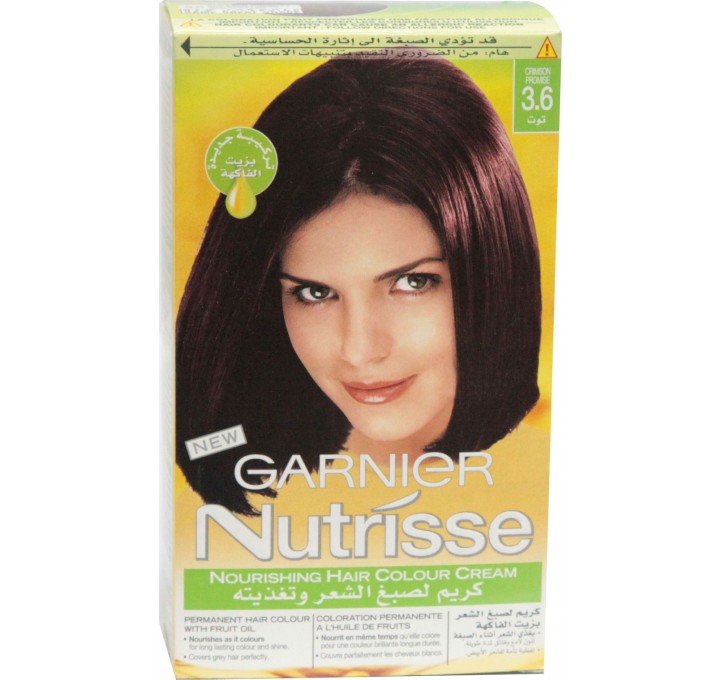 قد تؤدي الصبغة الى إثارة الحساسية.
هام: من الضروري التقيد بتنبيهات الاستعمال
CRIMSON
PROMISE
3.6
توت
تركيبة جديدة
بزيت
الفاكهة
NEW
GARNIER
Nutrisse
NOURISHING HAIR COLOUR CREAM
كريم لصبغ الشعر وتغذيته
PERMANENT HAIR COLOUR
WITH FRUIT OIL
• Nourishes as it colours
for long lasting colour and shine.
• Covers grey hair perfectly.
COLORATION PERMANENTE
A L'HUILE DE FRUITS
• Nourrit en même temps qu'elle colore
pour une couleur brillante longue durée.
• Couvre parfaitement les cheveux blancs.
كريم لصبغ الشعر
بزيت الفاكهة
• يغذي الشعر أثناء الصبغة